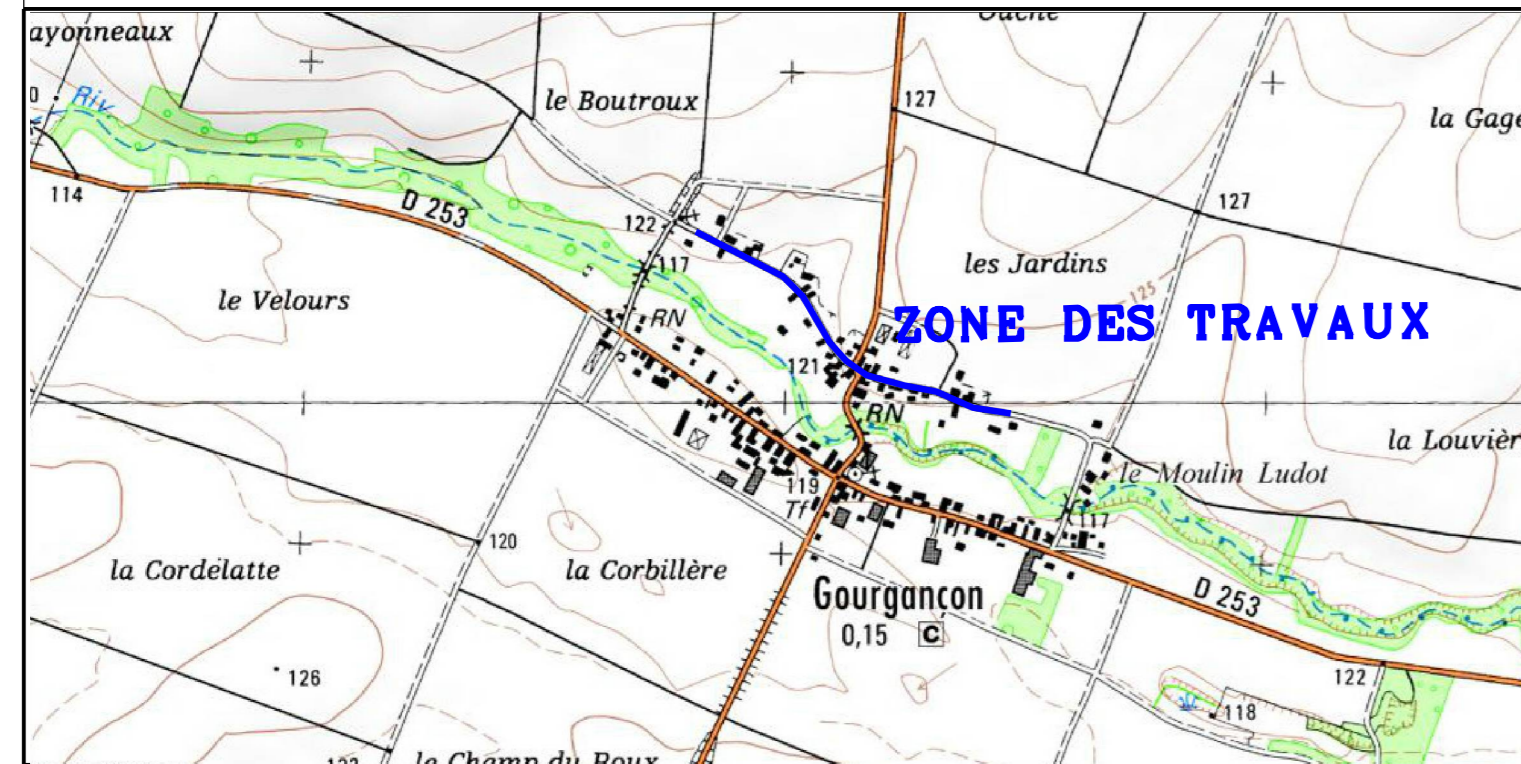 ayonneaux
Riv.
le Boutroux
127
la Gage
114
D 253
122
127
117
les Jardins
le Velours
RN
125
ZONE DES TRAVAUX
121
RN
la Louvièr
le Moulin Ludot
119
Tf
117
120
la Cordelatte
la Corbillère
Gourgançon
0,15 C
D 253
126
122
118
le Champ du Roux